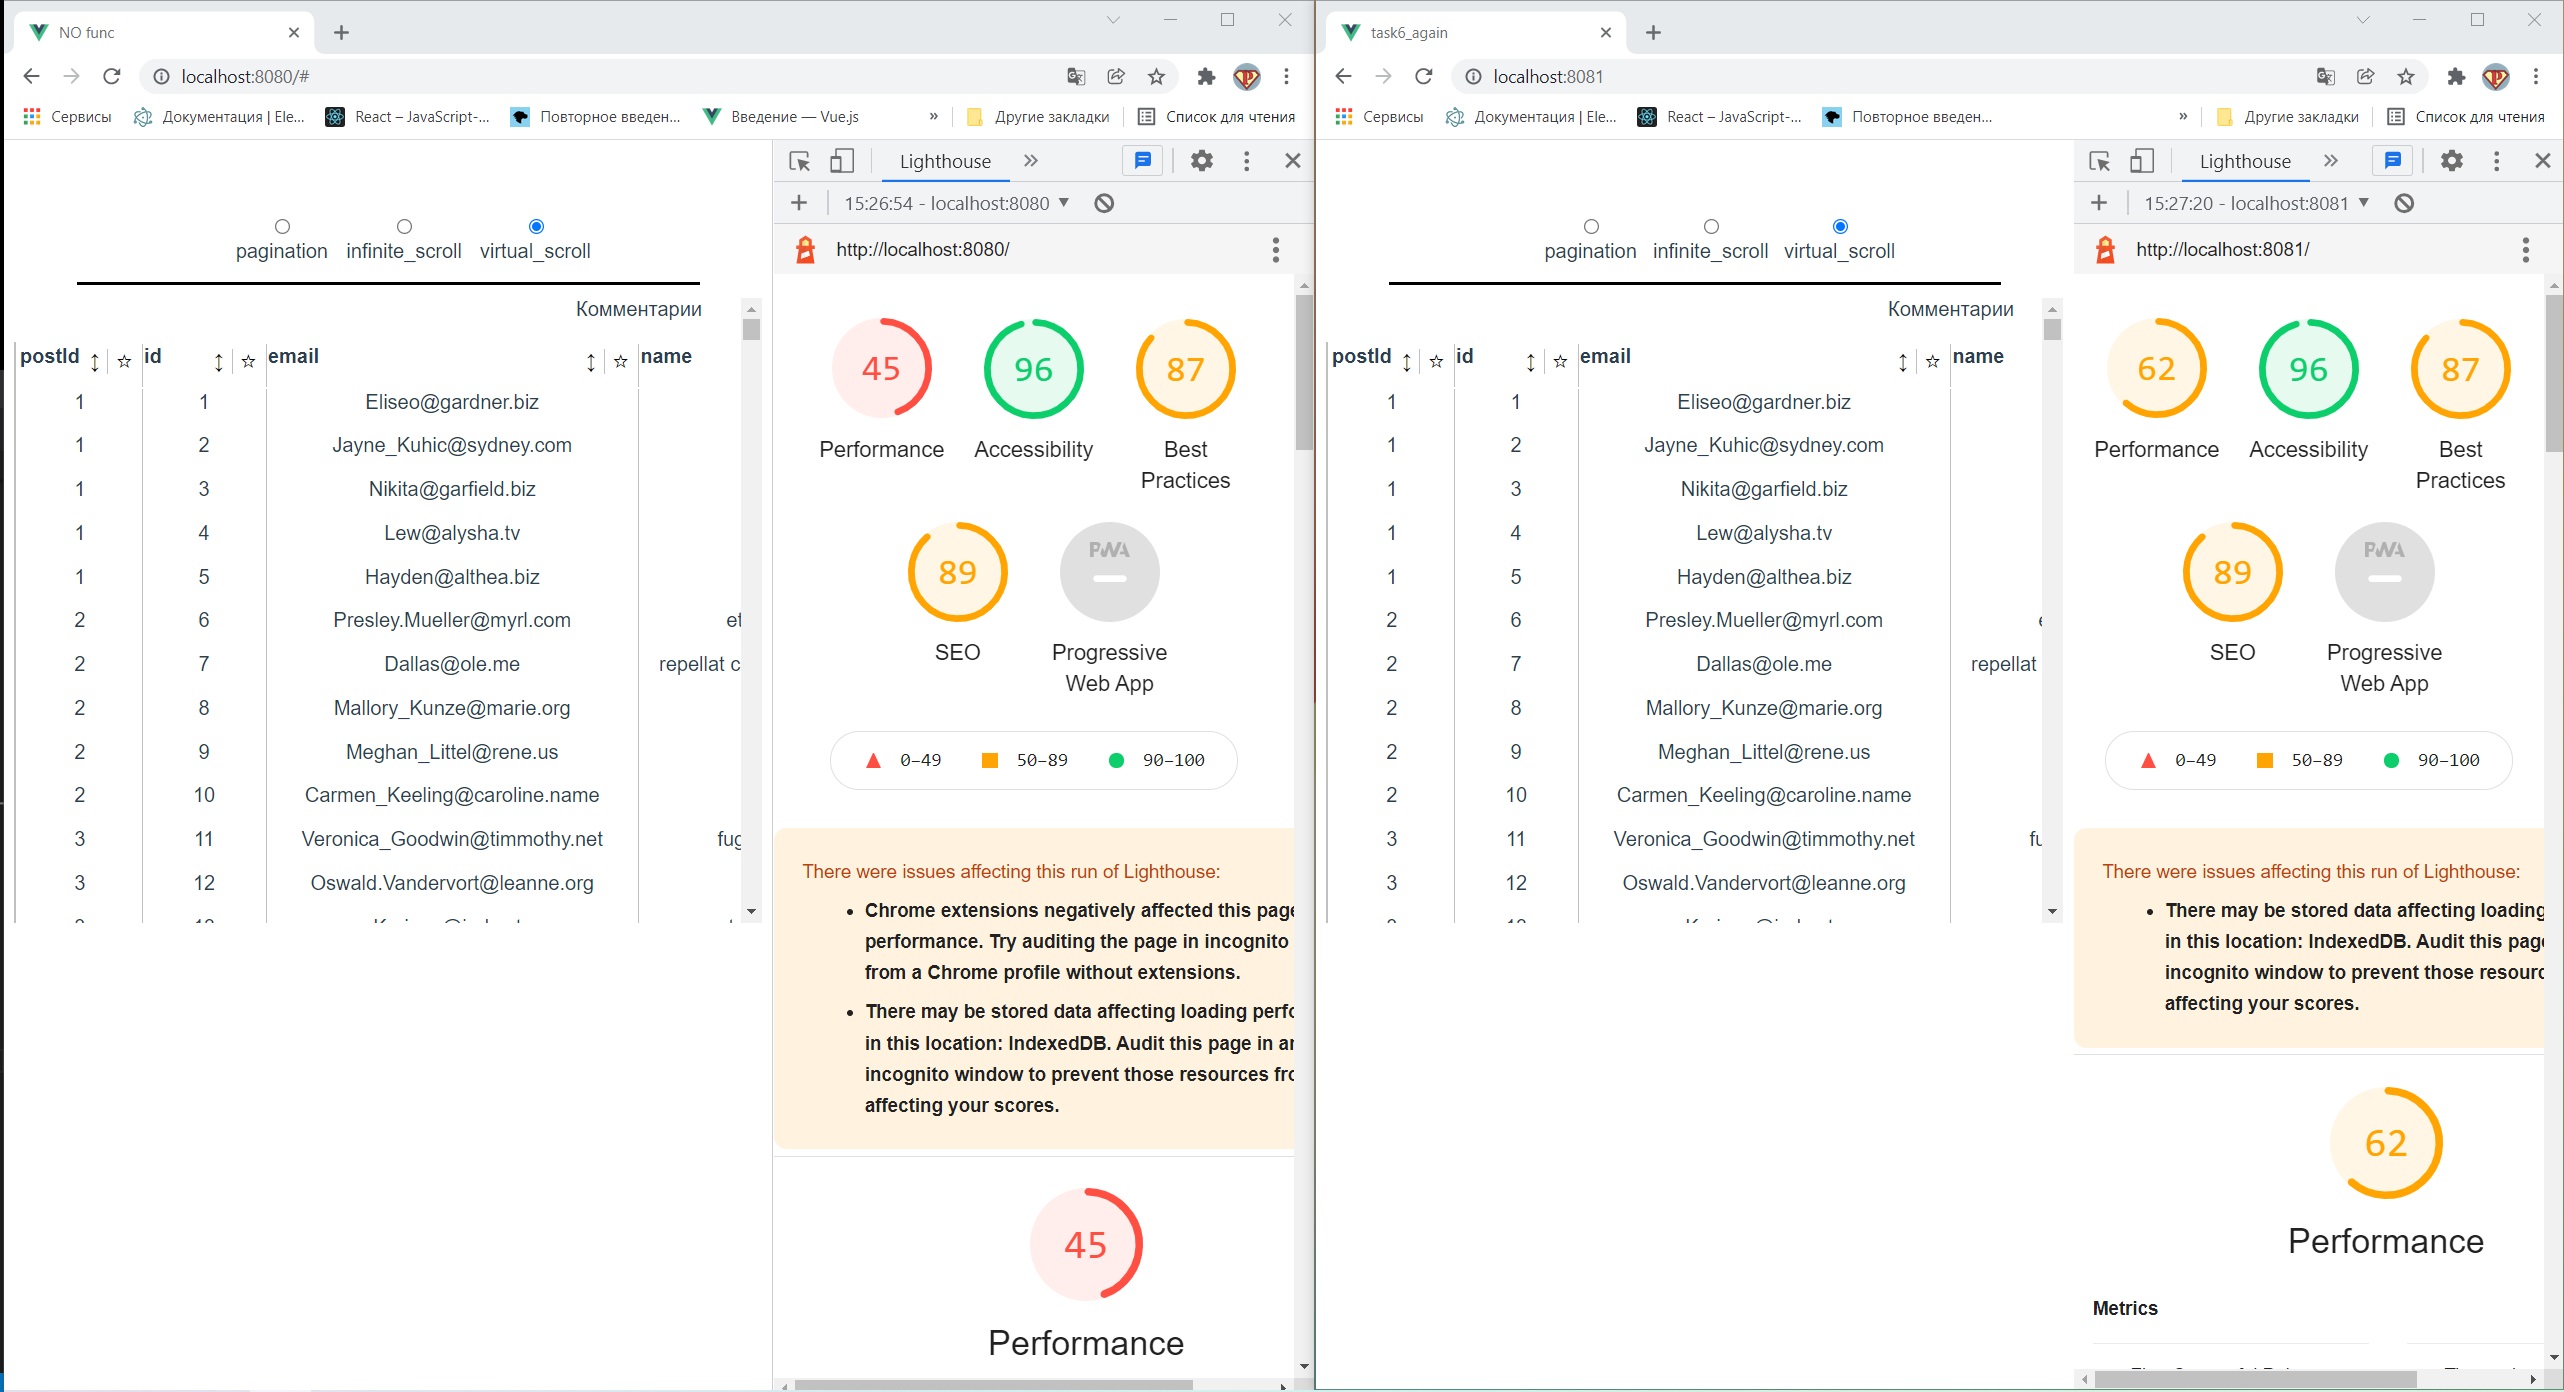 NO func
localhost:8080/#
Сервисы
Документация | Ele...
React – JavaScript-...
Повторное введен...
Введение — Vue.js
»
Другие закладки
Список для чтения
pagination
infinite_scroll
virtual_scroll
Комментарии
postId ↕ ☆ id ↕ ☆ email ↕ ☆ name
1 1 Eliseo@gardner.biz
1 2 Jayne_Kuhic@sydney.com
1 3 Nikita@garfield.biz
1 4 Lew@alysha.tv
1 5 Hayden@althea.biz
2 6 Presley.Mueller@myrl.com et
2 7 Dallas@ole.me repellat c
2 8 Mallory_Kunze@marie.org
2 9 Meghan_Littel@rene.us
2 10 Carmen_Keeling@caroline.name
3 11 Veronica_Goodwin@timmothy.net fug
3 12 Oswald.Vandervort@leanne.org
Lighthouse »
15:26:54 - localhost:8080
http://localhost:8080/
45
Performance
96
Accessibility
87
Best
Practices
89
SEO
PWA
Progressive
Web App
0–49 50–89 90–100
There were issues affecting this run of Lighthouse:
Chrome extensions negatively affected this page
performance. Try auditing the page in incognito
from a Chrome profile without extensions.
There may be stored data affecting loading perfo
in this location: IndexedDB. Audit this page in an
incognito window to prevent those resources fro
affecting your scores.
45
Performance
task6_again
localhost:8081
Сервисы
Документация | Ele...
React – JavaScript-...
Повторное введен...
»
Другие закладки
Список для чтения
pagination
infinite_scroll
virtual_scroll
Комментарии
postId ↕ ☆ id ↕ ☆ email ↕ ☆ name
1 1 Eliseo@gardner.biz
1 2 Jayne_Kuhic@sydney.com
1 3 Nikita@garfield.biz
1 4 Lew@alysha.tv
1 5 Hayden@althea.biz
2 6 Presley.Mueller@myrl.com e
2 7 Dallas@ole.me repellat
2 8 Mallory_Kunze@marie.org
2 9 Meghan_Littel@rene.us
2 10 Carmen_Keeling@caroline.name
3 11 Veronica_Goodwin@timmothy.net fu
3 12 Oswald.Vandervort@leanne.org
Lighthouse »
15:27:20 - localhost:8081
http://localhost:8081/
62
Performance
96
Accessibility
87
Best
Practices
89
SEO
PWA
Progressive
Web App
0–49 50–89 90–100
There were issues affecting this run of Lighthouse:
There may be stored data affecting loading
in this location: IndexedDB. Audit this page
incognito window to prevent those resourc
affecting your scores.
62
Performance
Metrics